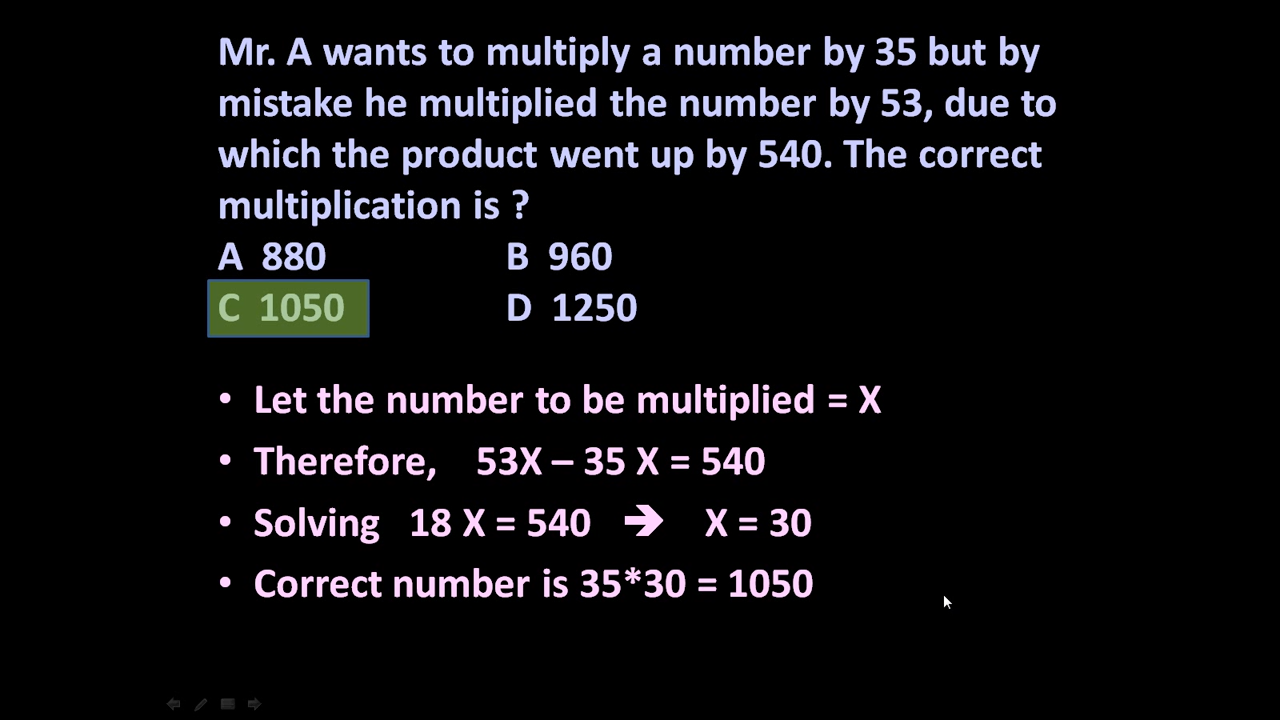 Mr. A wants to multiply a number by 35 but by
mistake he multiplied the number by 53, due to
which the product went up by 540. The correct
multiplication is ?
A 880 B 960
C 1050 D 1250
• Let the number to be multiplied = X
• Therefore, 53X – 35 X = 540
• Solving 18 X = 540 ➔ X = 30
• Correct number is 35*30 = 1050